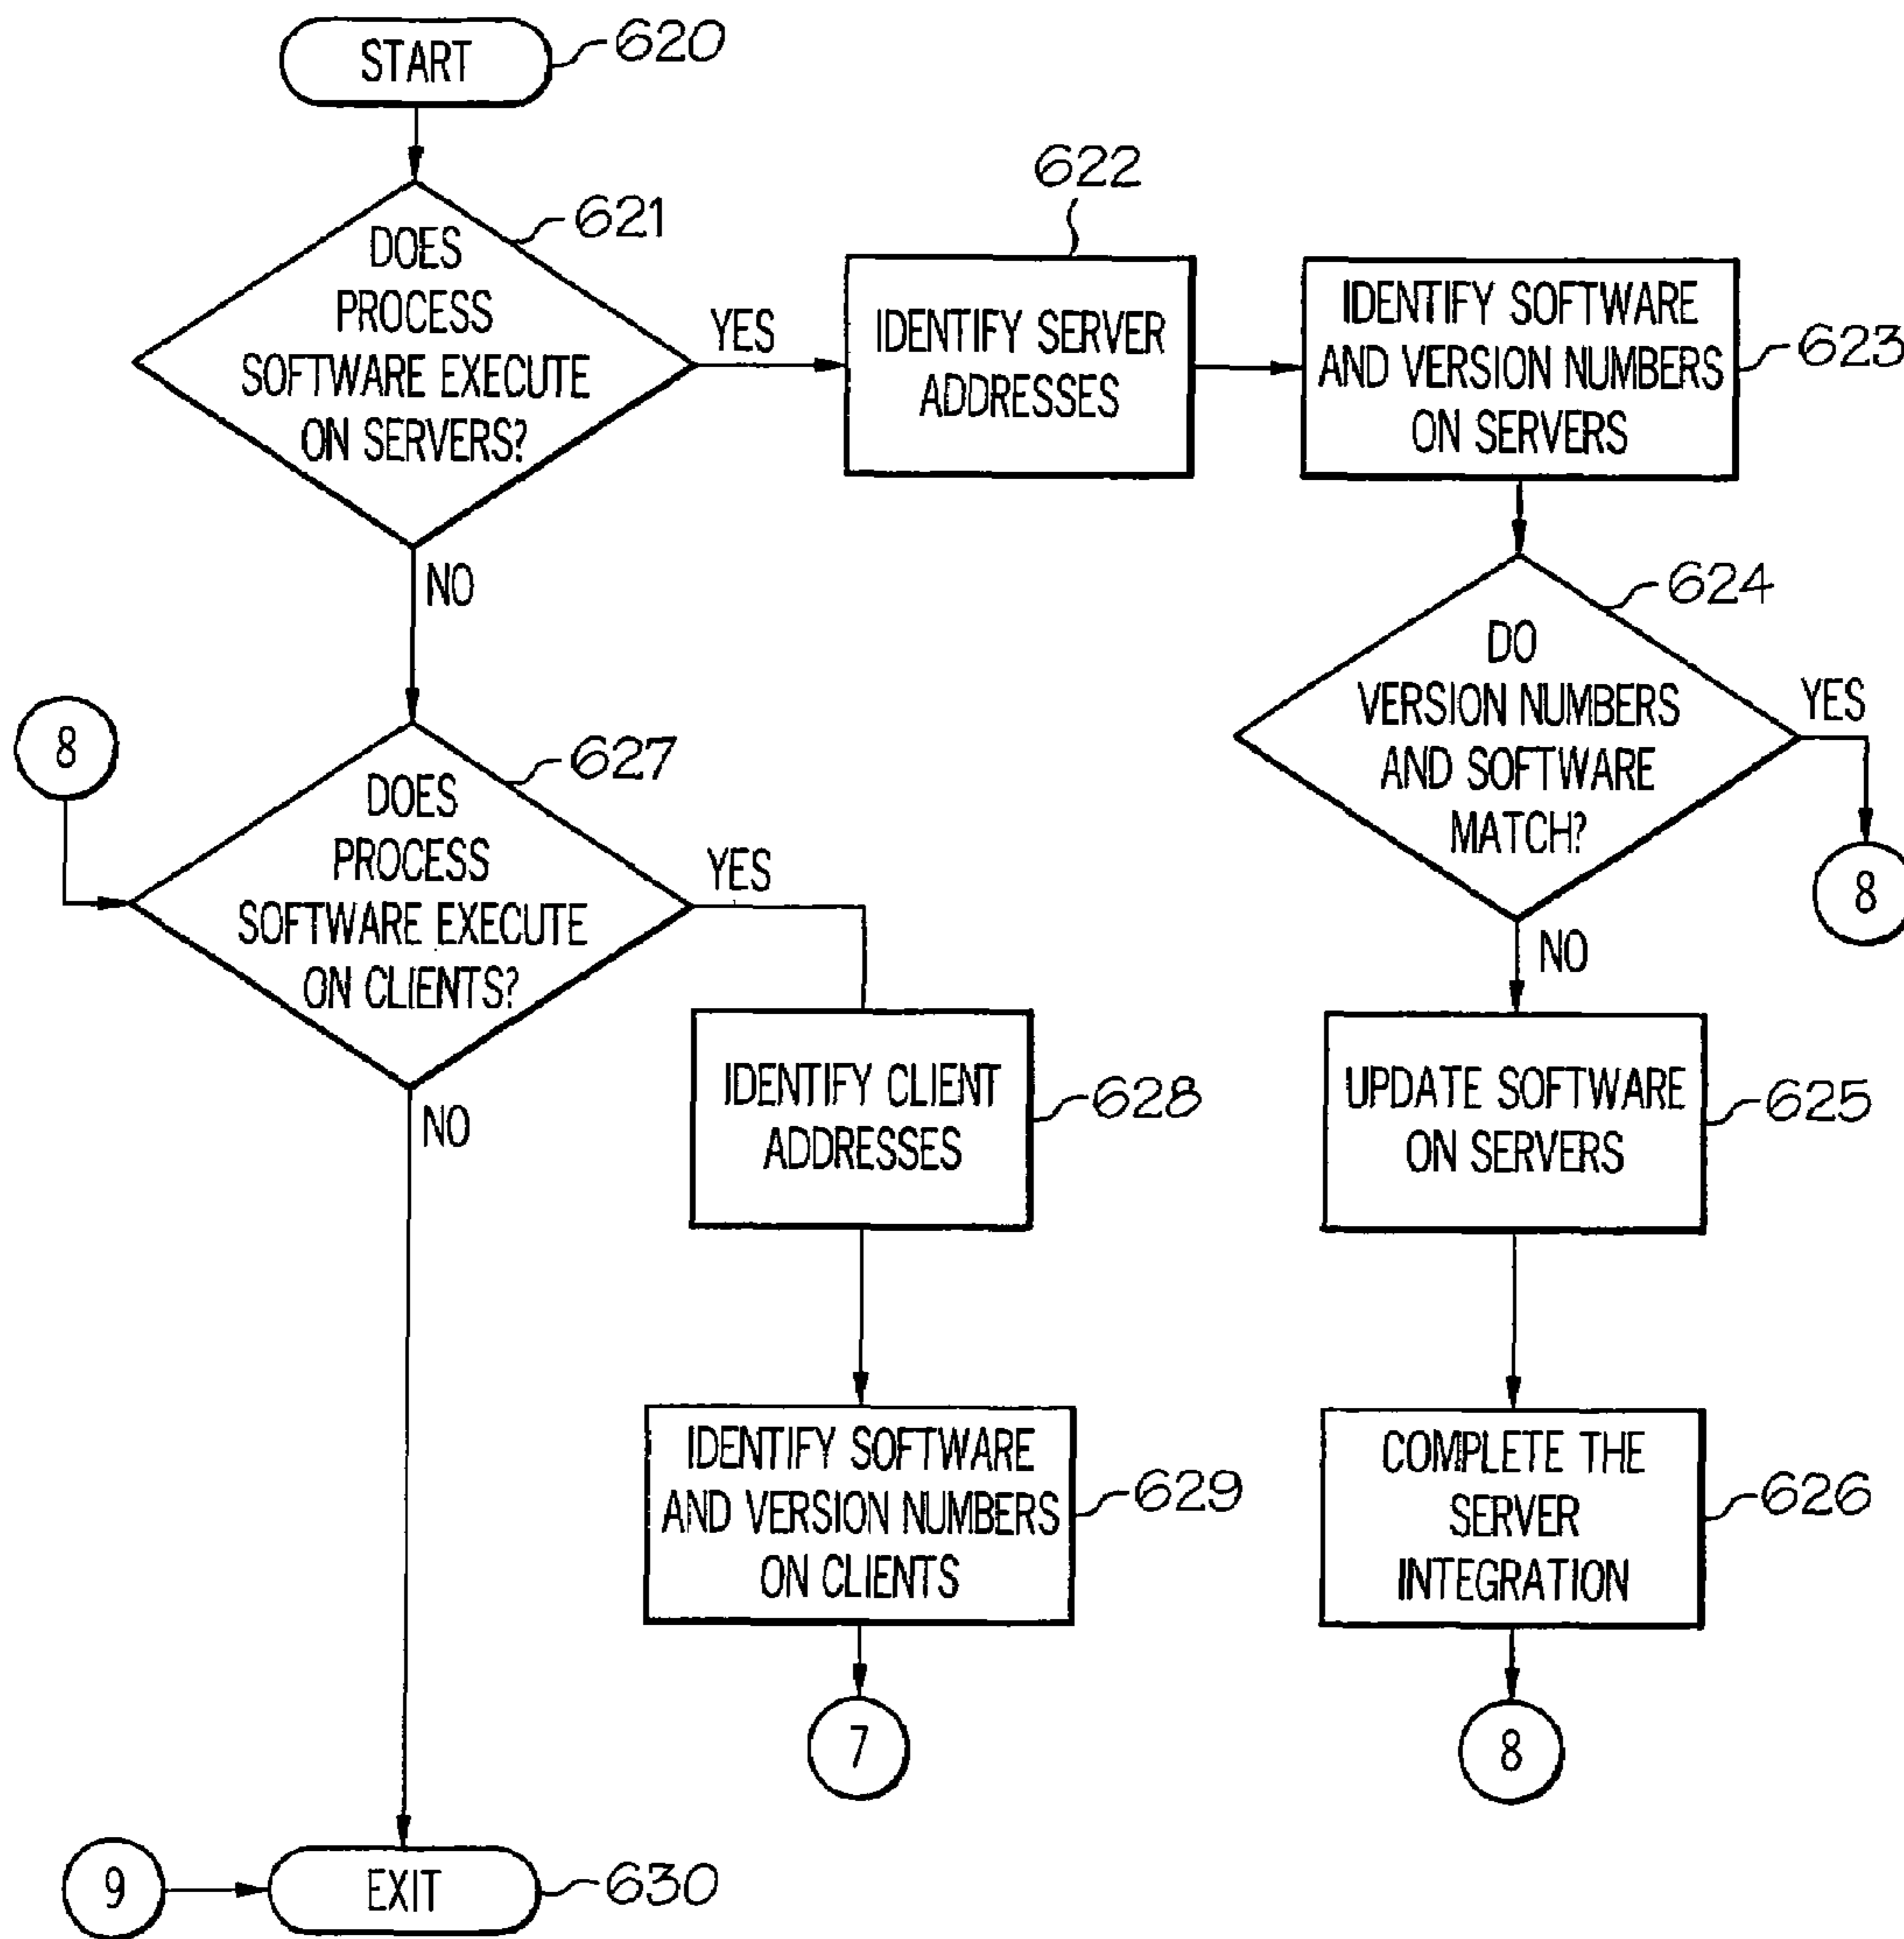 START
620
DOES
PROCESS
SOFTWARE EXECUTE
ON SERVERS?
621
YES
NO
622
IDENTIFY SERVER
ADDRESSES
IDENTIFY SOFTWARE
AND VERSION NUMBERS
ON SERVERS
623
DO
VERSION NUMBERS
AND SOFTWARE
MATCH?
624
YES
8
NO
8
DOES
PROCESS
SOFTWARE EXECUTE
ON CLIENTS?
627
YES
NO
IDENTIFY CLIENT
ADDRESSES
628
UPDATE SOFTWARE
ON SERVERS
625
IDENTIFY SOFTWARE
AND VERSION NUMBERS
ON CLIENTS
629
COMPLETE THE
SERVER
INTEGRATION
626
7
8
9
EXIT
630